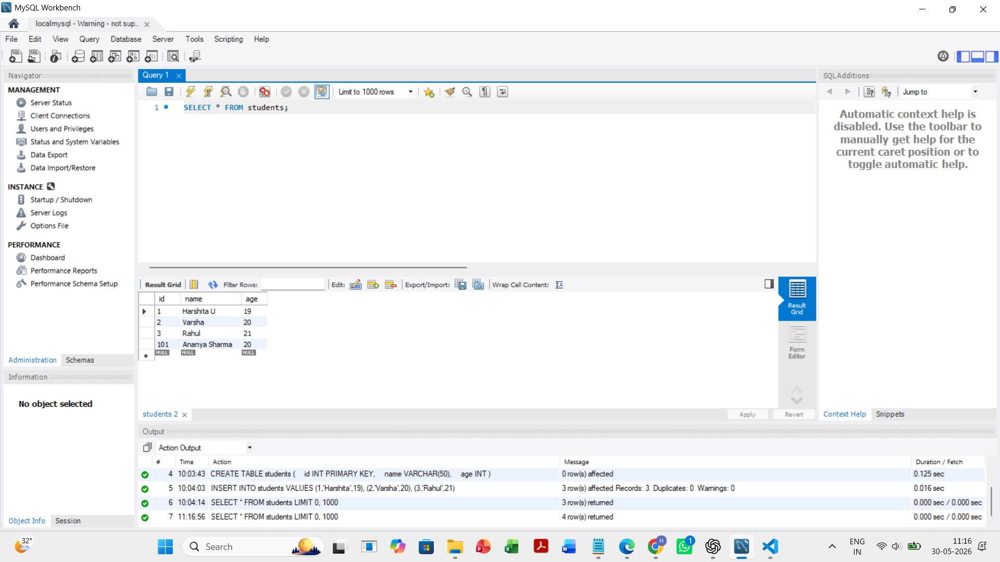 MySQL Workbench
localmysql - Warning - not sup...
File Edit View Query Database Server Tools Scripting Help
Navigator
MANAGEMENT
Server Status
Client Connections
Users and Privileges
Status and System Variables
Data Export
Data Import/Restore
INSTANCE
Startup / Shutdown
Server Logs
Options File
PERFORMANCE
Dashboard
Performance Reports
Performance Schema Setup
Administration Schemas
Information
No object selected
Object Info Session
Query 1
Limit to 1000 rows
1 SELECT * FROM students;
Result Grid Filter Rows: Edit: Export/Import: Wrap Cell Content:
id name age
1 Harshita U 19
2 Varsha 20
3 Rahul 21
101 Ananya Sharma 20
NULL NULL NULL
Result
Grid
Form
Editor
students 2 Apply Revert
SQLAdditions
Jump to
Automatic context help is
disabled. Use the toolbar to
manually get help for the
current caret position or to
toggle automatic help.
Context Help Snippets
Output
Action Output
# Time Action Message Duration / Fetch
4 10:03:43 CREATE TABLE students ( id INT PRIMARY KEY, name VARCHAR(50), age INT ) 0 row(s) affected 0.125 sec
5 10:04:03 INSERT INTO students VALUES (1,'Harshita',19), (2,'Varsha',20), (3,'Rahul',21) 3 row(s) affected Records: 3 Duplicates: 0 Warnings: 0 0.016 sec
6 10:04:14 SELECT * FROM students LIMIT 0, 1000 3 row(s) returned 0.000 sec / 0.000 sec
7 11:16:56 SELECT * FROM students LIMIT 0, 1000 4 row(s) returned 0.000 sec / 0.000 sec
32°
Search
H
1
ENG
IN
11:16
30-05-2026